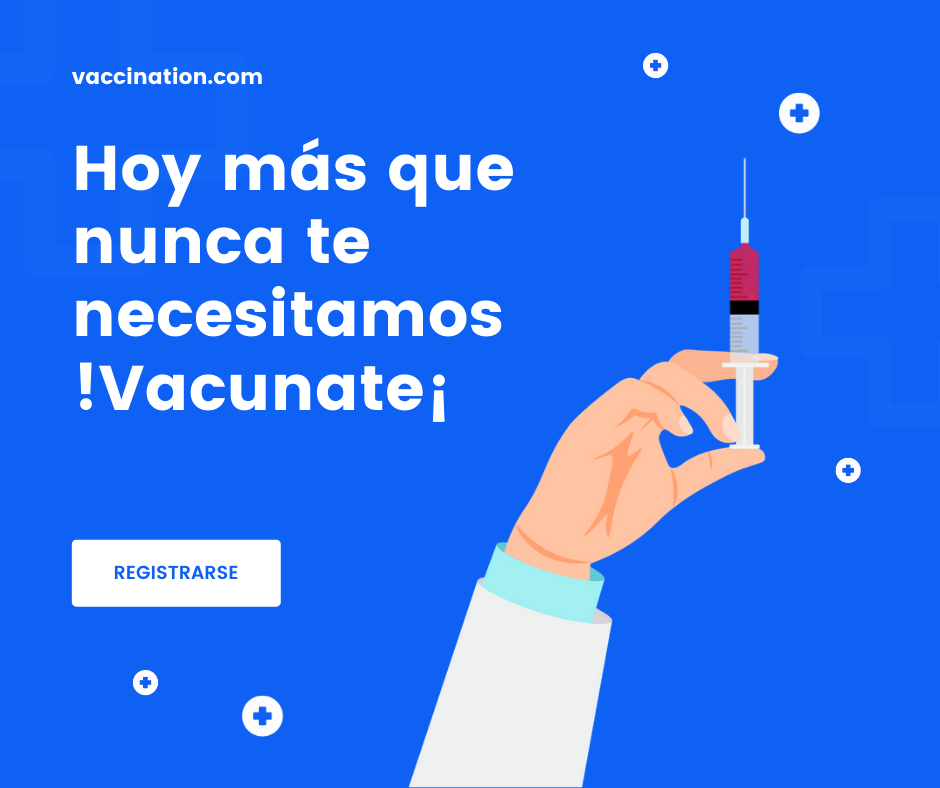 vaccination.com
Hoy más que
nunca te
necesitamos
!Vacunate¡
REGISTRARSE